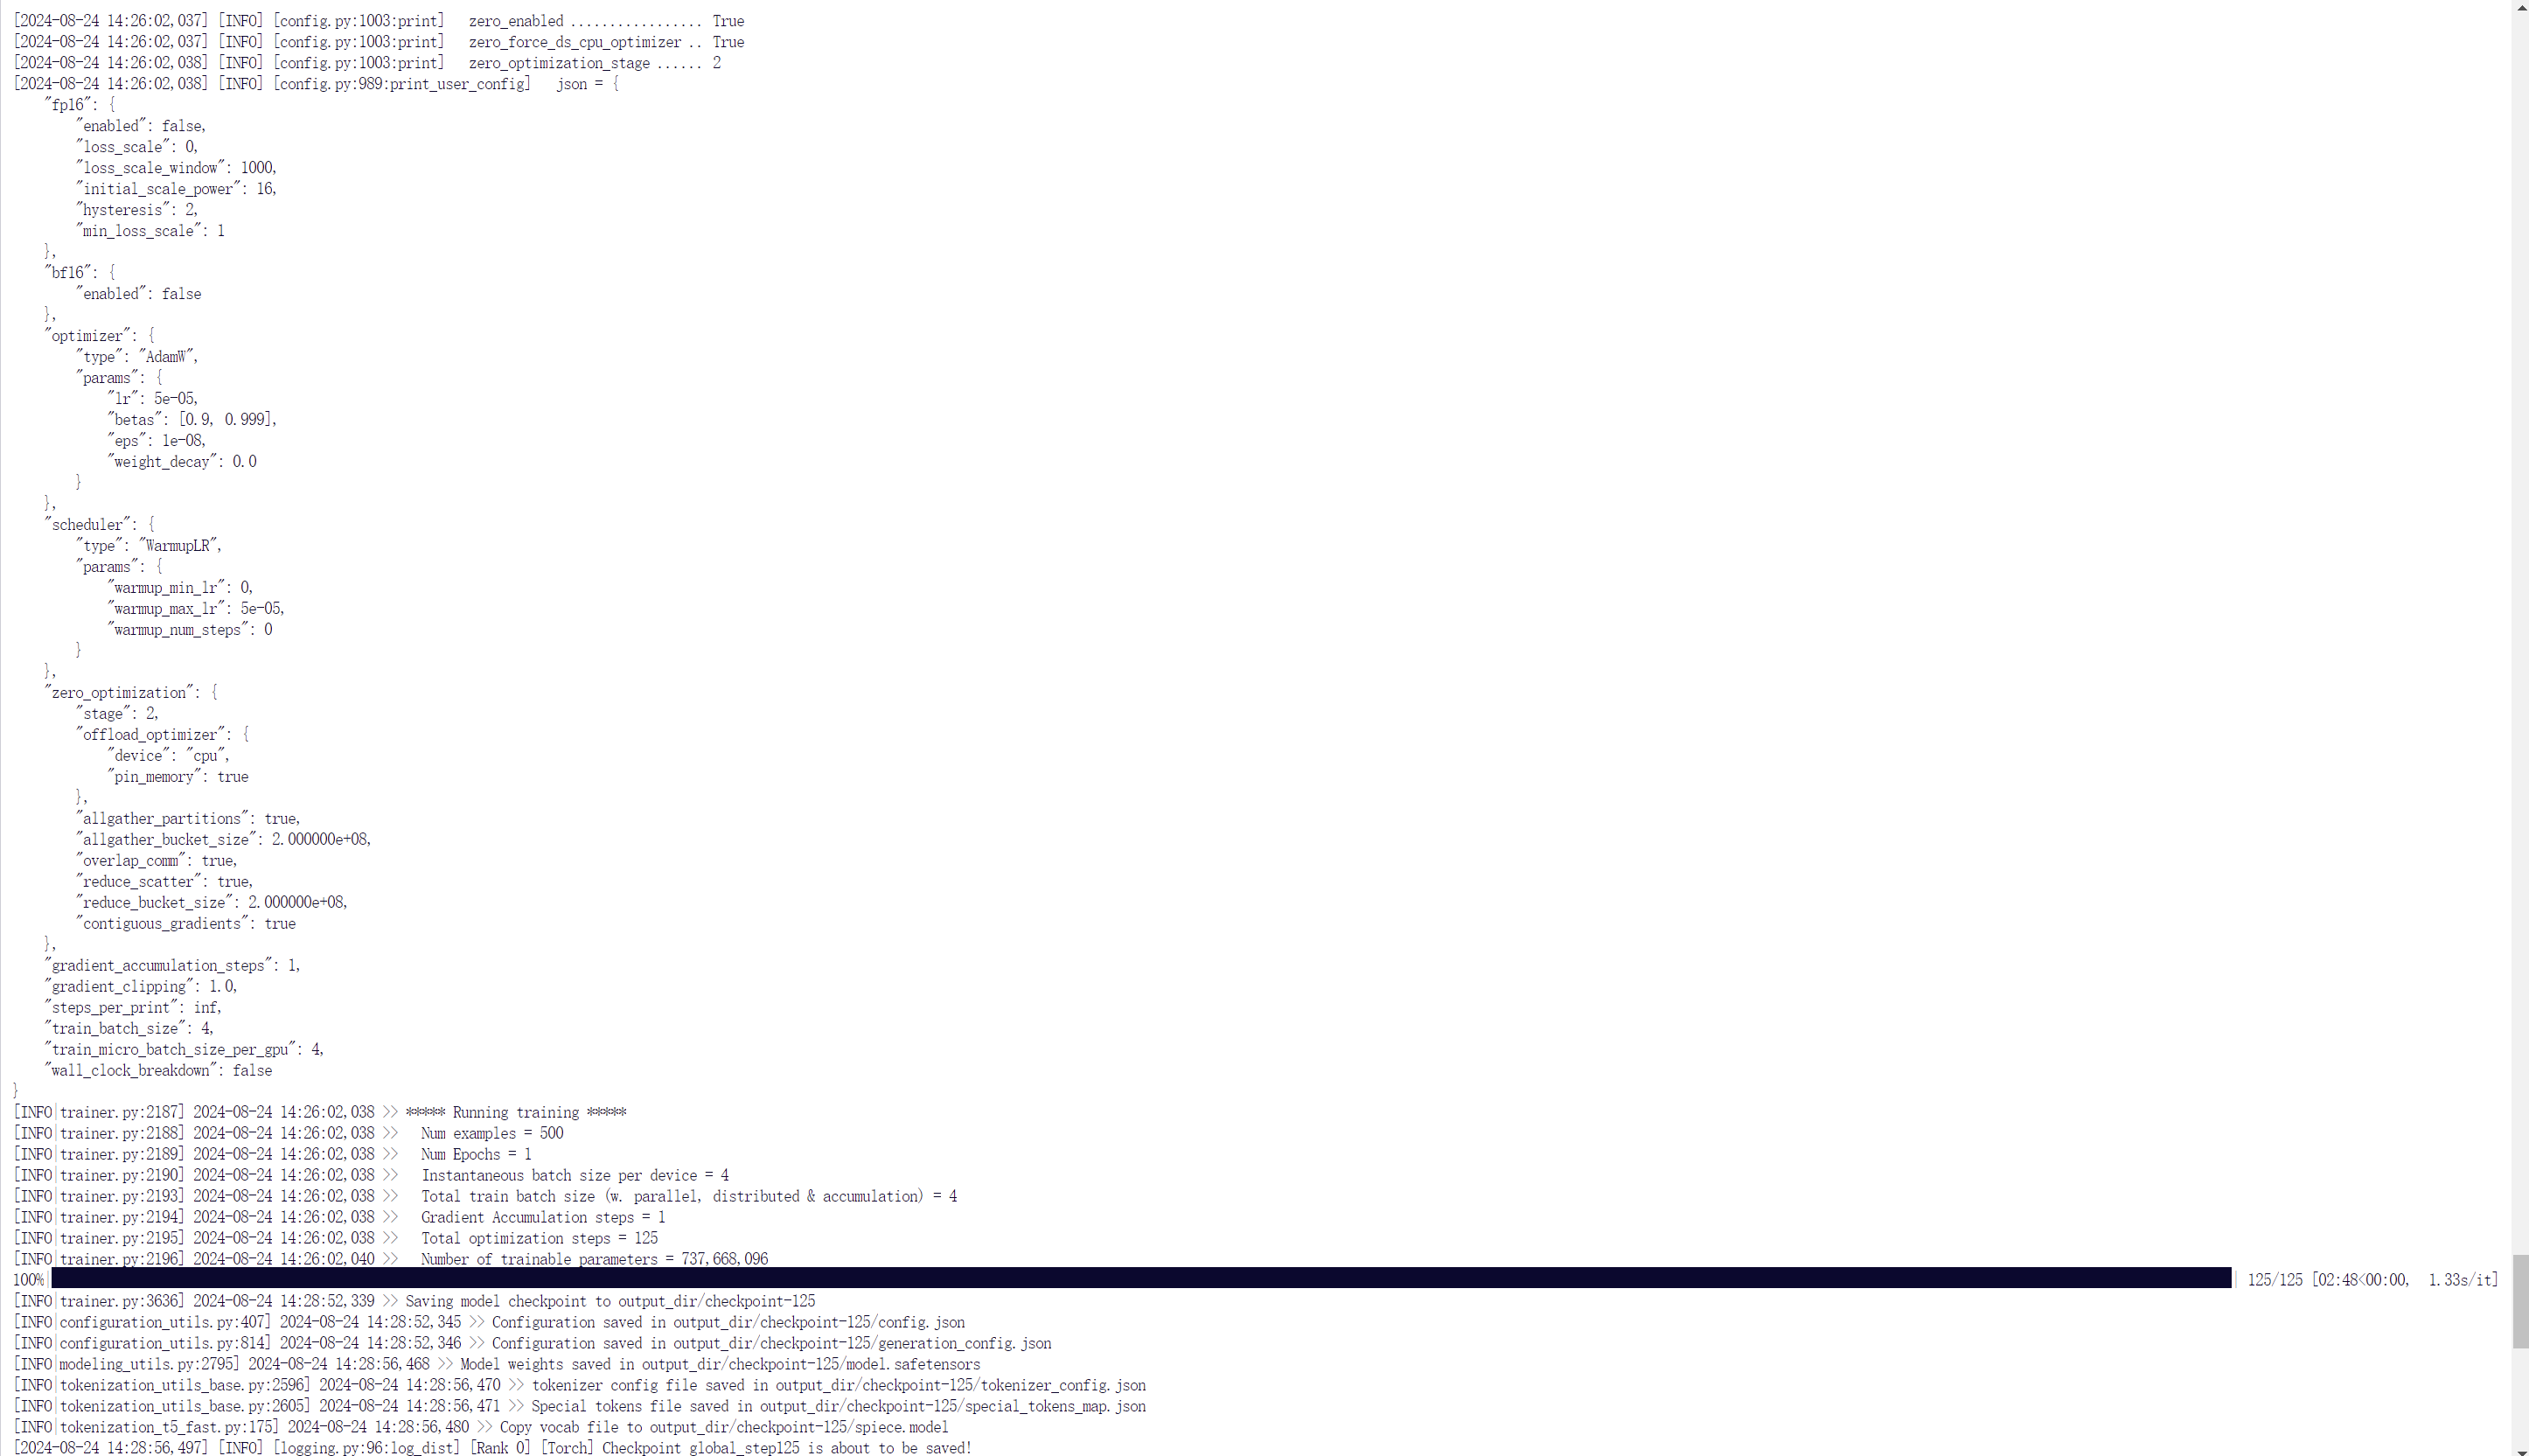 [2024-08-24 14:26:02,037] [INFO] [config.py:1003:print]   zero_enabled ................. True
[2024-08-24 14:26:02,037] [INFO] [config.py:1003:print]   zero_force_ds_cpu_optimizer .. True
[2024-08-24 14:26:02,038] [INFO] [config.py:1003:print]   zero_optimization_stage ...... 2
[2024-08-24 14:26:02,038] [INFO] [config.py:989:print_user_config]   json = {
    "fp16": {
        "enabled": false,
        "loss_scale": 0,
        "loss_scale_window": 1000,
        "initial_scale_power": 16,
        "hysteresis": 2,
        "min_loss_scale": 1
    },
    "bf16": {
        "enabled": false
    },
    "optimizer": {
        "type": "AdamW",
        "params": {
            "lr": 5e-05,
            "betas": [0.9, 0.999],
            "eps": 1e-08,
            "weight_decay": 0.0
        }
    },
    "scheduler": {
        "type": "WarmupLR",
        "params": {
            "warmup_min_lr": 0,
            "warmup_max_lr": 5e-05,
            "warmup_num_steps": 0
        }
    },
    "zero_optimization": {
        "stage": 2,
        "offload_optimizer": {
            "device": "cpu",
            "pin_memory": true
        },
        "allgather_partitions": true,
        "allgather_bucket_size": 2.000000e+08,
        "overlap_comm": true,
        "reduce_scatter": true,
        "reduce_bucket_size": 2.000000e+08,
        "contiguous_gradients": true
    },
    "gradient_accumulation_steps": 1,
    "gradient_clipping": 1.0,
    "steps_per_print": inf,
    "train_batch_size": 4,
    "train_micro_batch_size_per_gpu": 4,
    "wall_clock_breakdown": false
}
[INFO|trainer.py:2187] 2024-08-24 14:26:02,038 >> ***** Running training *****
[INFO|trainer.py:2188] 2024-08-24 14:26:02,038 >>   Num examples = 500
[INFO|trainer.py:2189] 2024-08-24 14:26:02,038 >>   Num Epochs = 1
[INFO|trainer.py:2190] 2024-08-24 14:26:02,038 >>   Instantaneous batch size per device = 4
[INFO|trainer.py:2193] 2024-08-24 14:26:02,038 >>   Total train batch size (w. parallel, distributed & accumulation) = 4
[INFO|trainer.py:2194] 2024-08-24 14:26:02,038 >>   Gradient Accumulation steps = 1
[INFO|trainer.py:2195] 2024-08-24 14:26:02,038 >>   Total optimization steps = 125
[INFO|trainer.py:2196] 2024-08-24 14:26:02,040 >>   Number of trainable parameters = 737,668,096
100%| | 125/125 [02:48<00:00,  1.33s/it]
[INFO|trainer.py:3636] 2024-08-24 14:28:52,339 >> Saving model checkpoint to output_dir/checkpoint-125
[INFO|configuration_utils.py:407] 2024-08-24 14:28:52,345 >> Configuration saved in output_dir/checkpoint-125/config.json
[INFO|configuration_utils.py:814] 2024-08-24 14:28:52,346 >> Configuration saved in output_dir/checkpoint-125/generation_config.json
[INFO|modeling_utils.py:2795] 2024-08-24 14:28:56,468 >> Model weights saved in output_dir/checkpoint-125/model.safetensors
[INFO|tokenization_utils_base.py:2596] 2024-08-24 14:28:56,470 >> tokenizer config file saved in output_dir/checkpoint-125/tokenizer_config.json
[INFO|tokenization_utils_base.py:2605] 2024-08-24 14:28:56,471 >> Special tokens file saved in output_dir/checkpoint-125/special_tokens_map.json
[INFO|tokenization_t5_fast.py:175] 2024-08-24 14:28:56,480 >> Copy vocab file to output_dir/checkpoint-125/spiece.model
[2024-08-24 14:28:56,497] [INFO] [logging.py:96:log_dist] [Rank 0] [Torch] Checkpoint global_step125 is about to be saved!